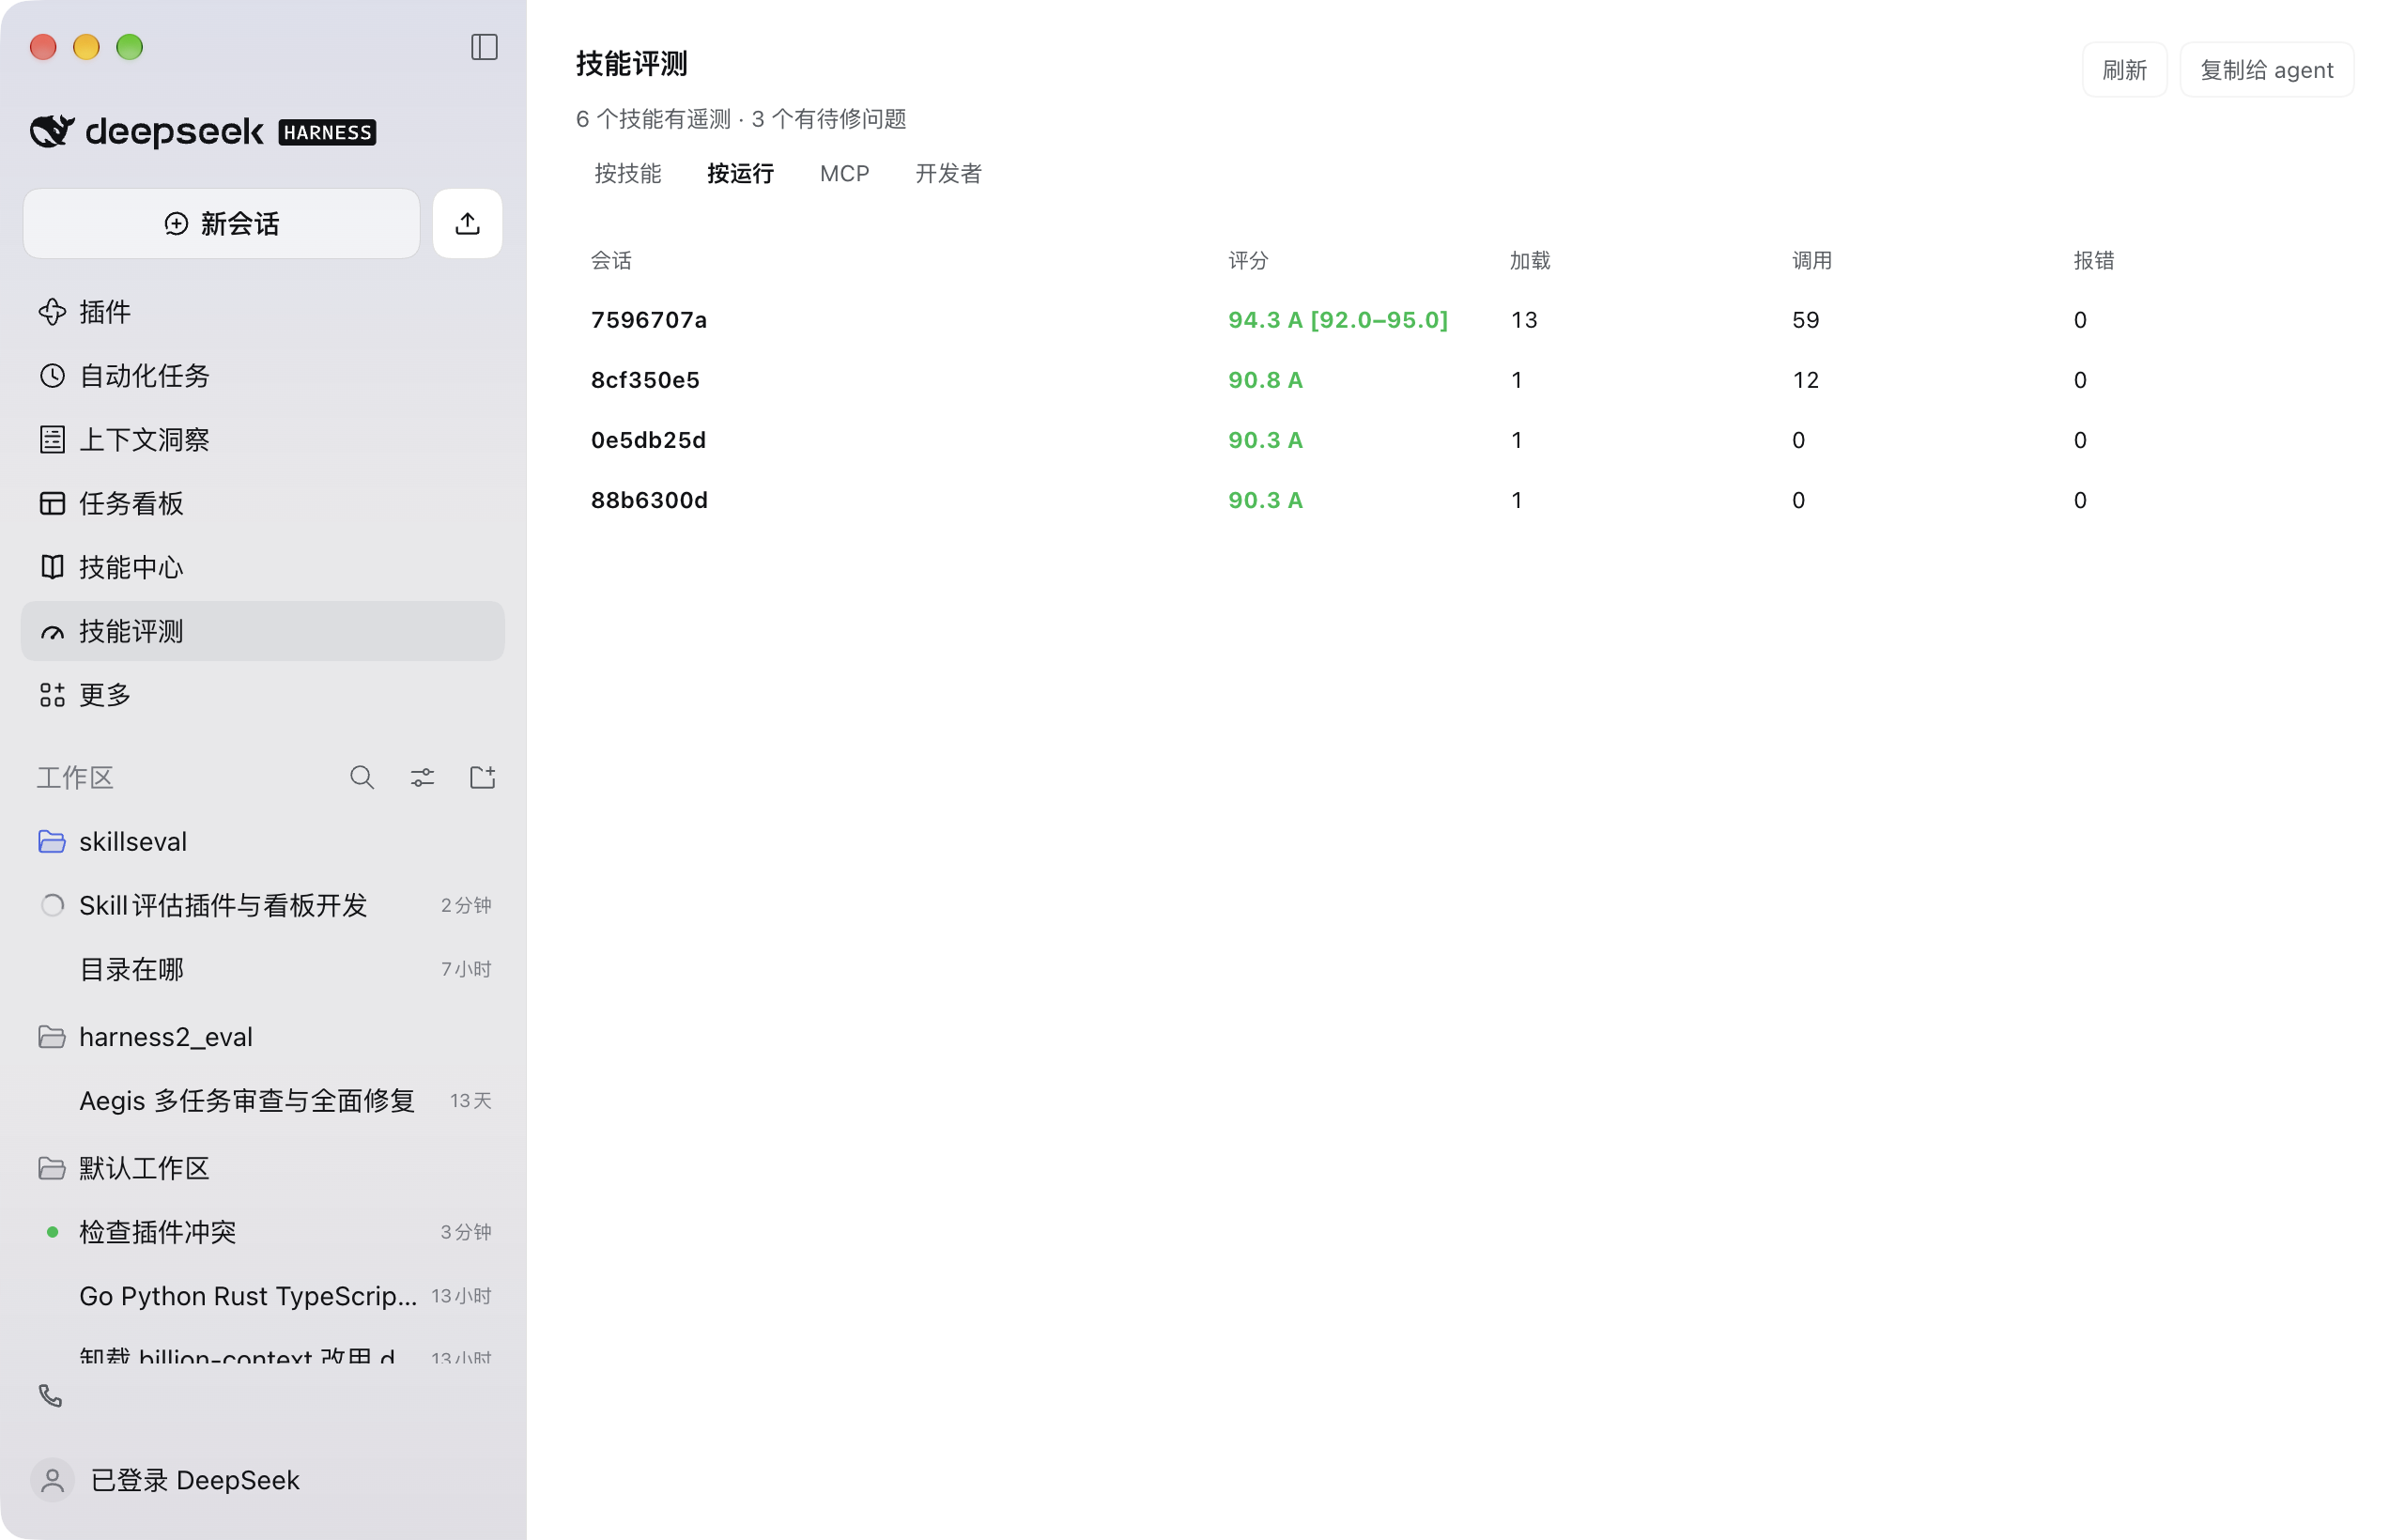 deepseek HARNESS
新会话
插件
自动化任务
上下文洞察
任务看板
技能中心
技能评测
更多
工作区
skillseval
Skill 评估插件与看板开发 2分钟
目录在哪 7小时
harness2_eval
Aegis 多任务审查与全面修复 13天
默认工作区
检查插件冲突 3分钟
Go Python Rust TypeScrip... 13小时
卸载 billion-context 改用 d 13小时
已登录 DeepSeek
技能评测
刷新 复制给 agent
6 个技能有遥测 · 3 个有待修问题
按技能 按运行 MCP 开发者
会话 评分 加载 调用 报错
7596707a 94.3 A [92.0–95.0] 13 59 0
8cf350e5 90.8 A 1 12 0
0e5db25d 90.3 A 1 0 0
88b6300d 90.3 A 1 0 0